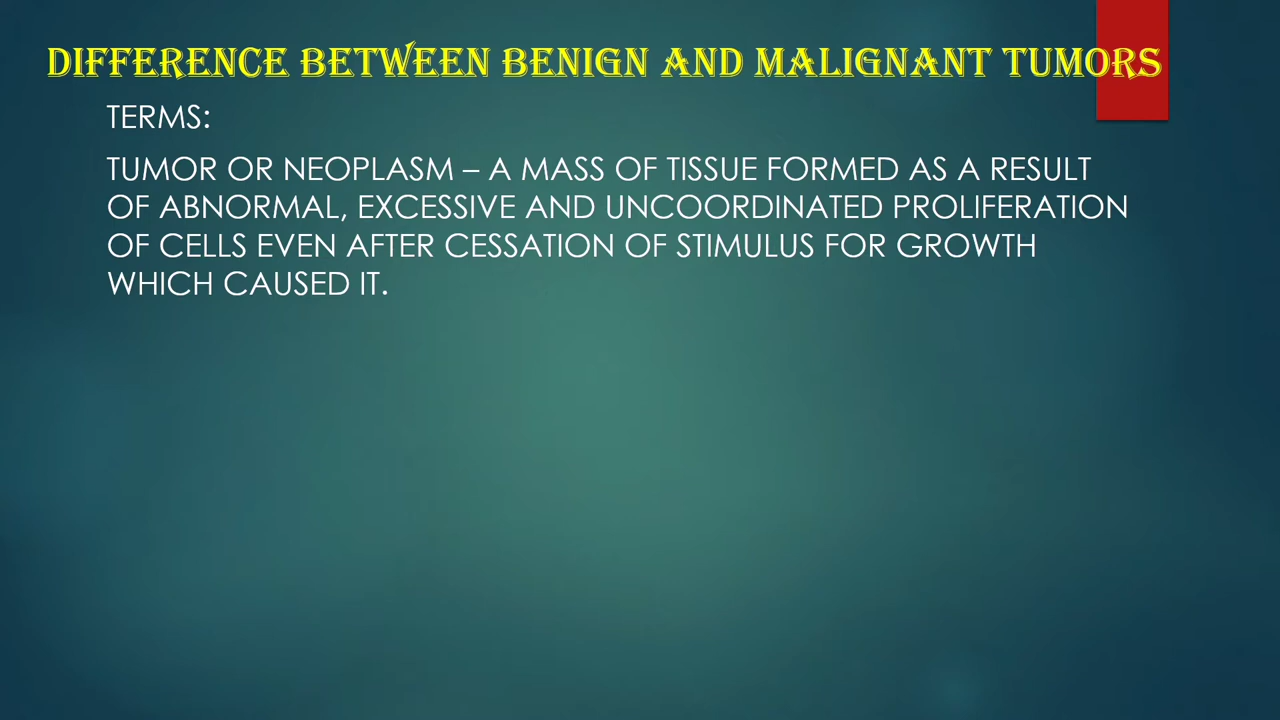 DIFFERENCE BETWEEN BENIGN AND MALIGNANT TUMORS
TERMS:
TUMOR OR NEOPLASM – A MASS OF TISSUE FORMED AS A RESULT
OF ABNORMAL, EXCESSIVE AND UNCOORDINATED PROLIFERATION
OF CELLS EVEN AFTER CESSATION OF STIMULUS FOR GROWTH
WHICH CAUSED IT.